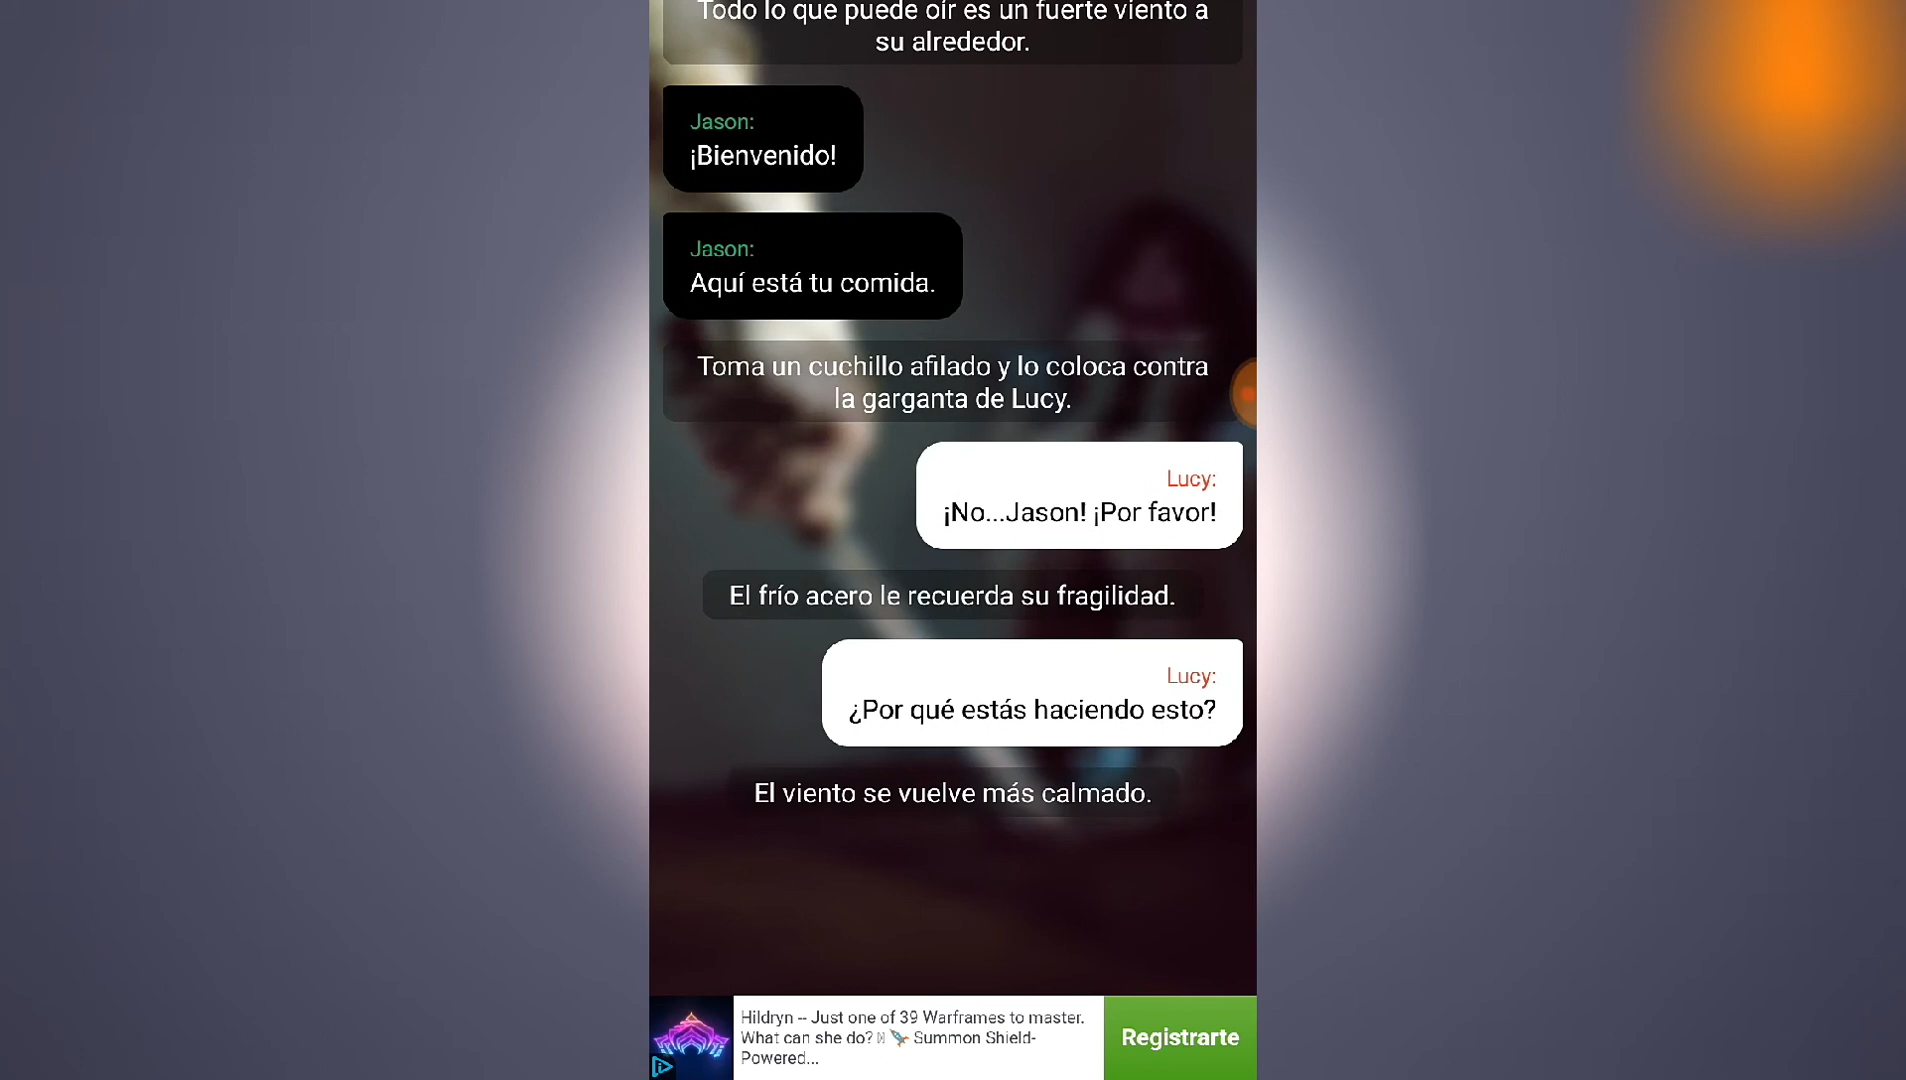 Todo lo que puede oír es un fuerte viento a
su alrededor.
Jason:
¡Bienvenido!
Jason:
Aquí está tu comida.
Toma un cuchillo afilado y lo coloca contra
la garganta de Lucy.
Lucy:
¡No...Jason! ¡Por favor!
El frío acero le recuerda su fragilidad.
Lucy:
¿Por qué estás haciendo esto?
El viento se vuelve más calmado.
Hildryn -- Just one of 39 Warframes to master.
What can she do? Summon Shield-
Powered...
Registrarte